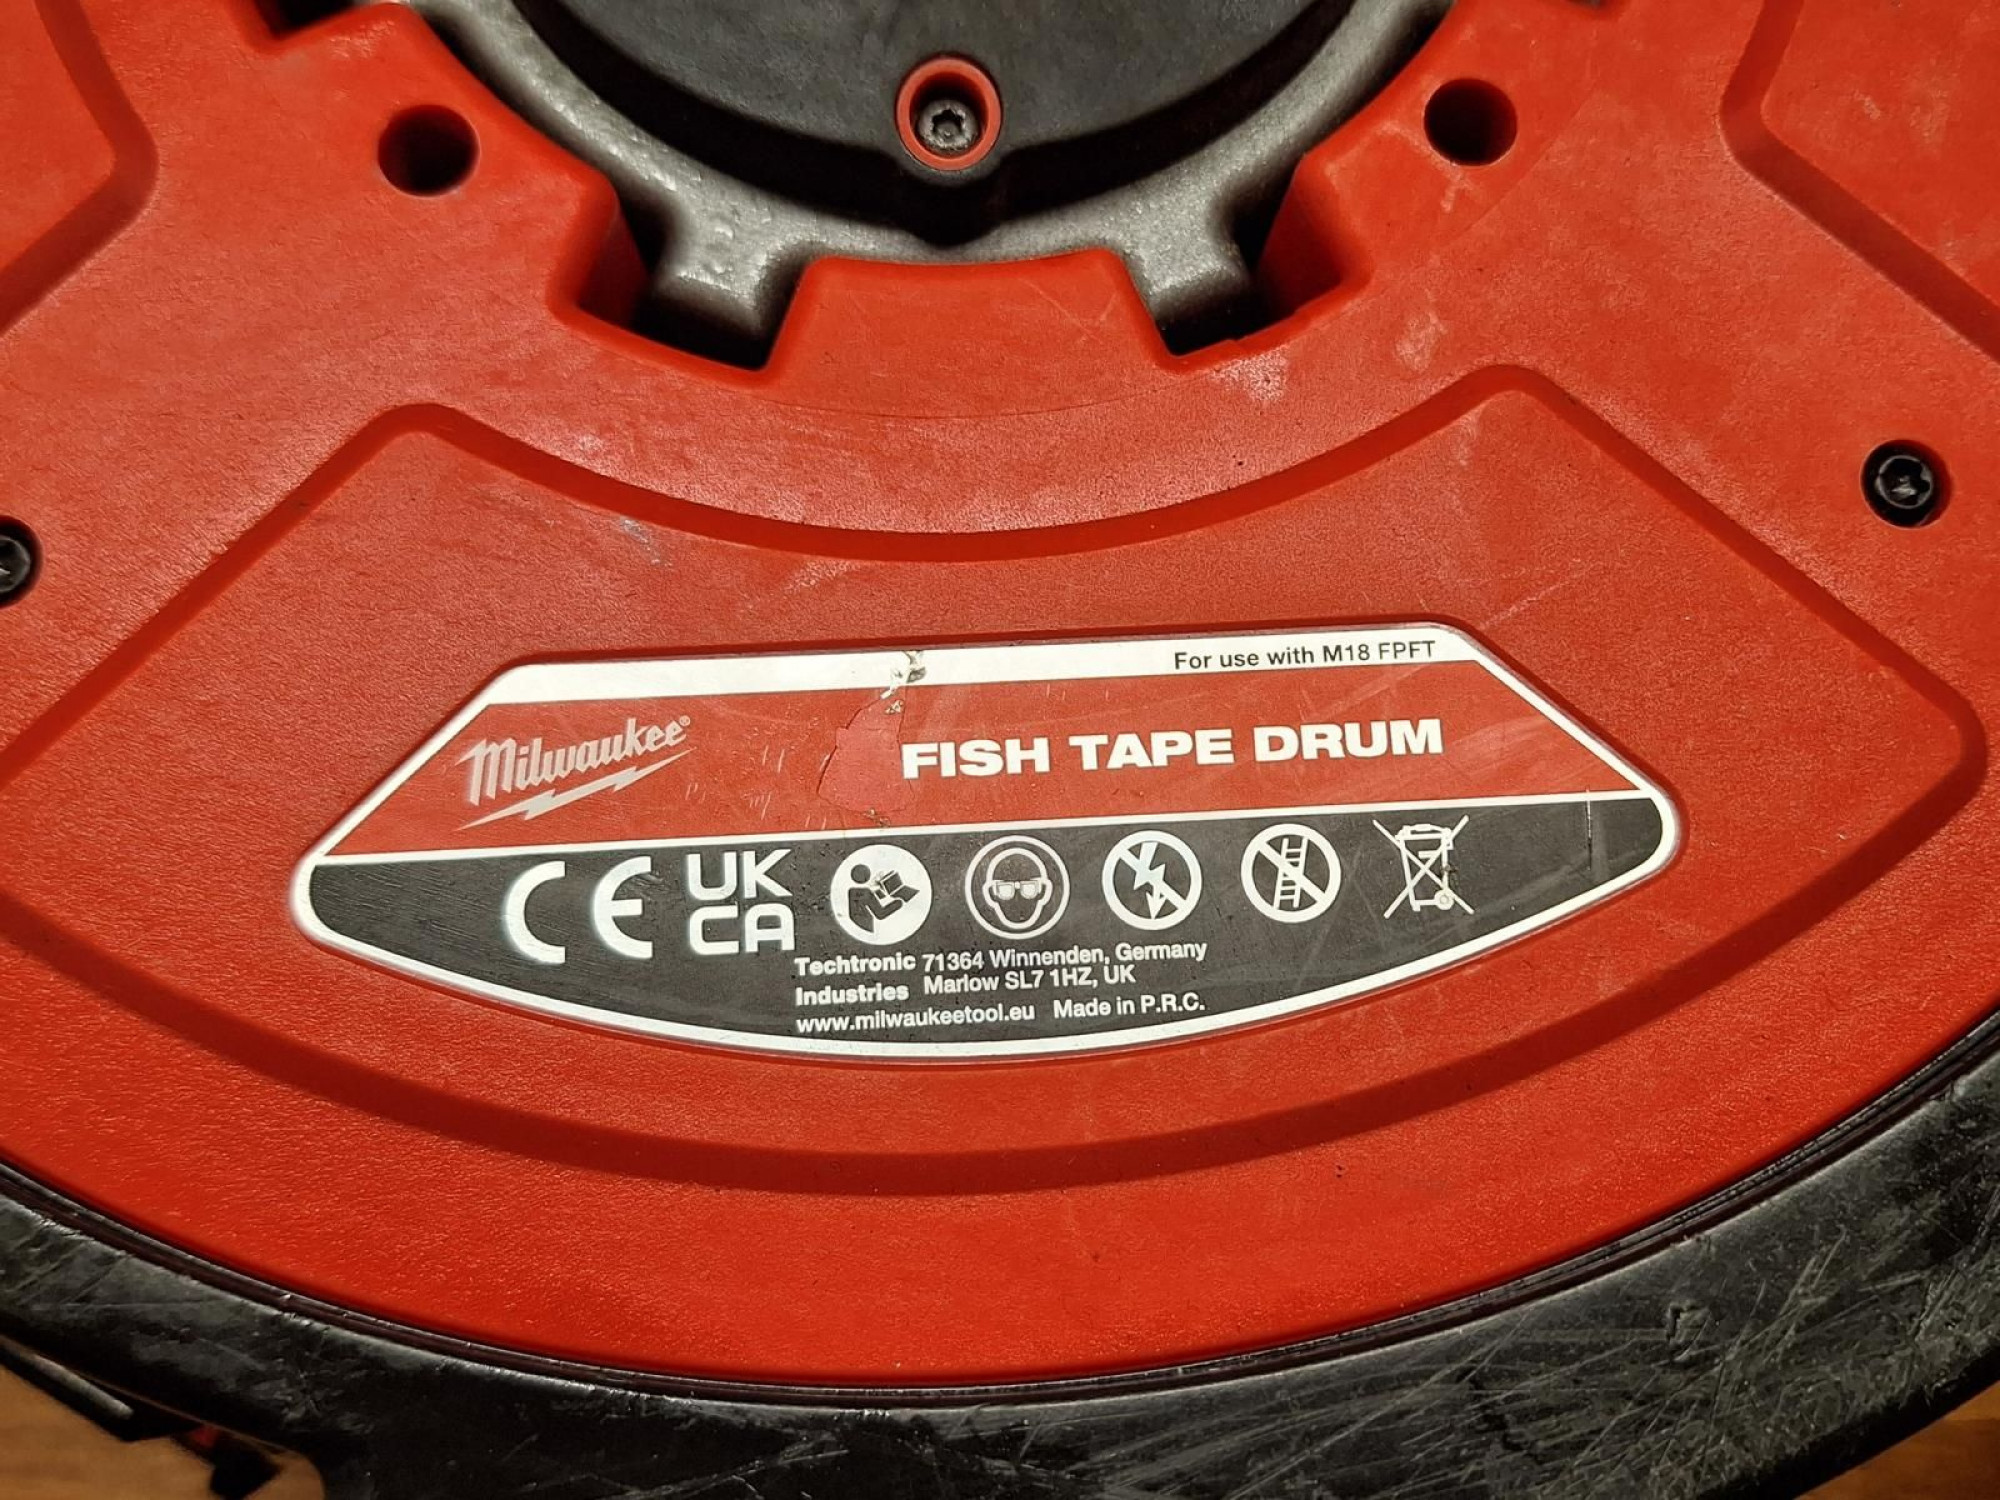 For use with M18 FPFT
Milwaukee®
FISH TAPE DRUM
CE UK
CA
Techtronic 71364 Winnenden, Germany
Industries Marlow SL7 1HZ, UK
www.milwaukeetool.eu Made in P.R.C.